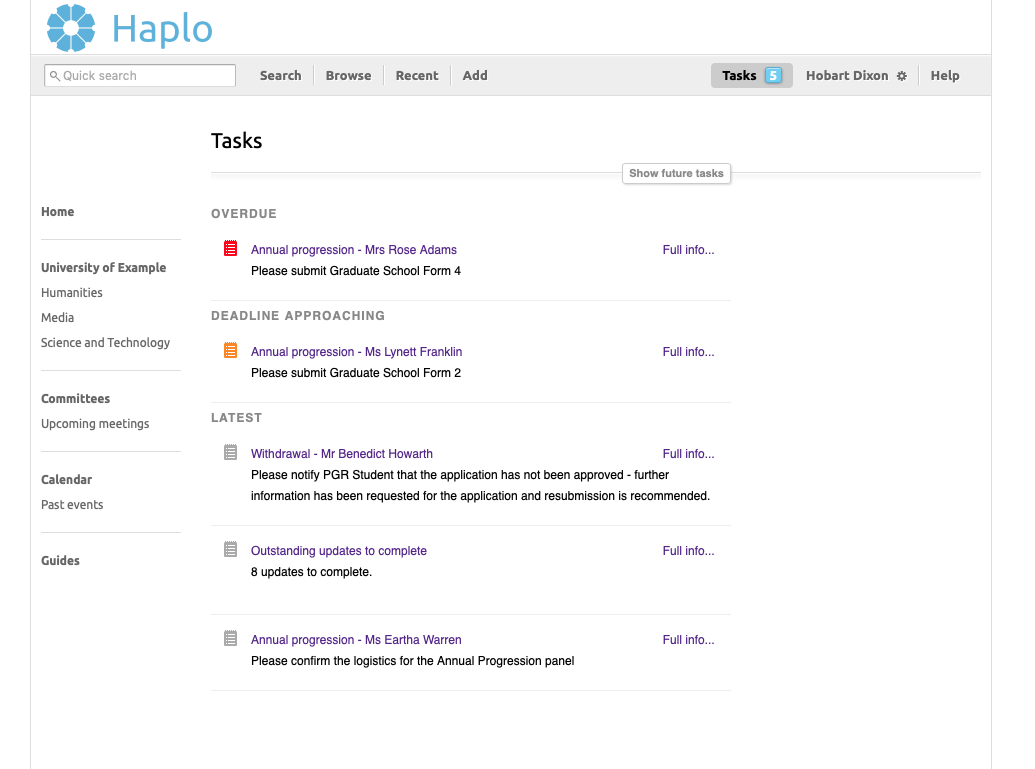 Haplo
Quick search
Search
Browse
Recent
Add
Tasks 5
Hobart Dixon
Help
Tasks
Show future tasks
Home
University of Example
Humanities
Media
Science and Technology
Committees
Upcoming meetings
Calendar
Past events
Guides
OVERDUE
Annual progression - Mrs Rose Adams
Full info...
Please submit Graduate School Form 4
DEADLINE APPROACHING
Annual progression - Ms Lynett Franklin
Full info...
Please submit Graduate School Form 2
LATEST
Withdrawal - Mr Benedict Howarth
Full info...
Please notify PGR Student that the application has not been approved - further
information has been requested for the application and resubmission is recommended.
Outstanding updates to complete
Full info...
8 updates to complete.
Annual progression - Ms Eartha Warren
Full info...
Please confirm the logistics for the Annual Progression panel